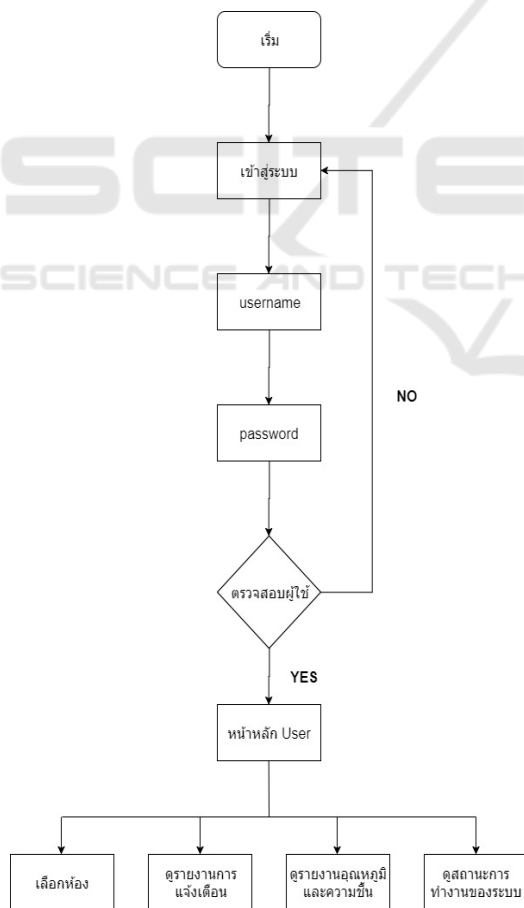 เริ่ม
เข้าสู่ระบบ
username
password
NO
ตรวจสอบผู้ใช้
YES
หน้าหลัก User
เลือกห้อง
ดูรายงานการ
แจ้งเตือน
ดูรายงานอุณหภูมิ
และความชื้น
ดูสถานะการ
ทำงานของระบบ
SCITE
SCIENCE AND TECH